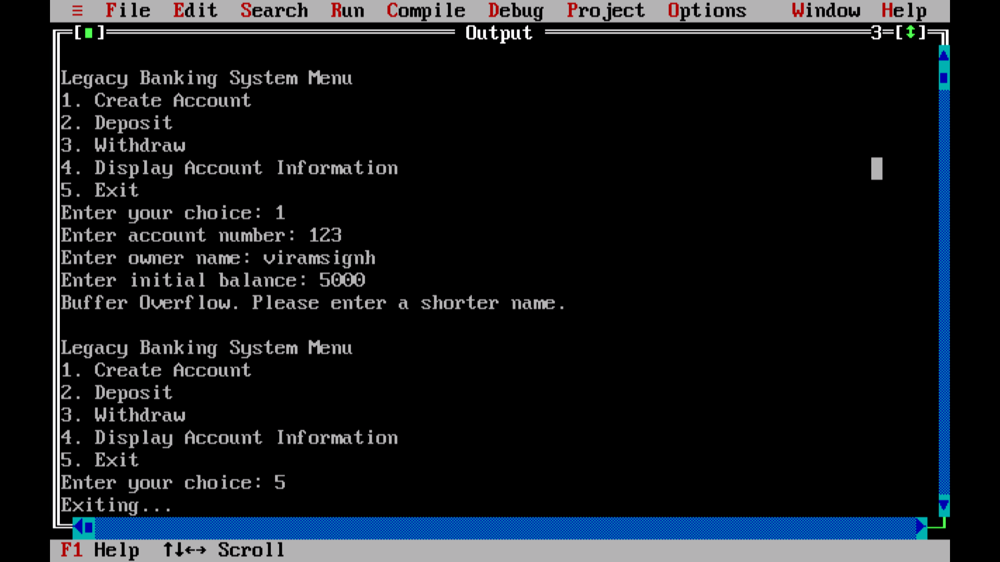 ≡ File Edit Search Run Compile Debug Project Options Window Help
[■] Output 3=[↕]
Legacy Banking System Menu
1. Create Account
2. Deposit
3. Withdraw
4. Display Account Information
5. Exit
Enter your choice: 1
Enter account number: 123
Enter owner name: viramsignh
Enter initial balance: 5000
Buffer Overflow. Please enter a shorter name.
Legacy Banking System Menu
1. Create Account
2. Deposit
3. Withdraw
4. Display Account Information
5. Exit
Enter your choice: 5
Exiting...
F1 Help ↑↓←→ Scroll